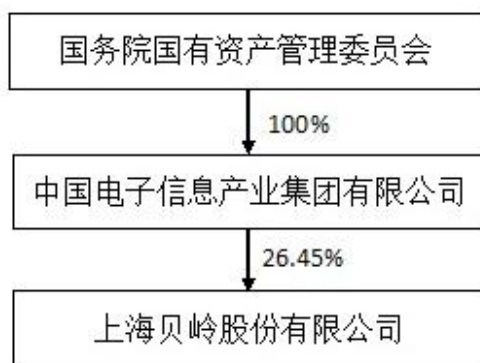 国务院国有资产管理委员会
100%
中国电子信息产业集团有限公司
26.45%
上海贝岭股份有限公司